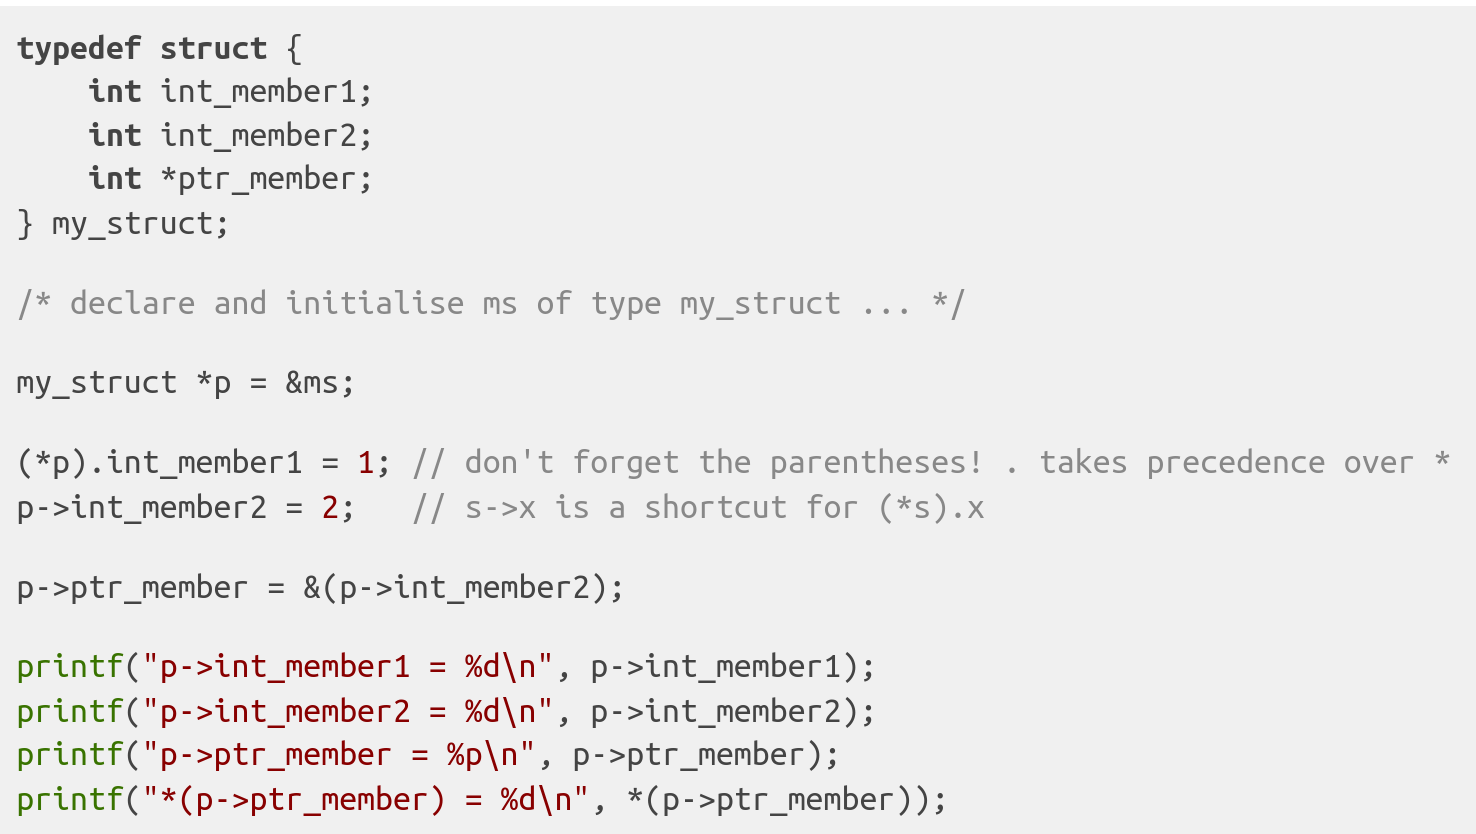 typedef struct {
    int int_member1;
    int int_member2;
    int *ptr_member;
} my_struct;
/* declare and initialise ms of type my_struct ... */
my_struct *p = &ms;
(*p).int_member1 = 1; // don't forget the parentheses! . takes precedence over *
p->int_member2 = 2;   // s->x is a shortcut for (*s).x
p->ptr_member = &(p->int_member2);
printf("p->int_member1 = %d\n", p->int_member1);
printf("p->int_member2 = %d\n", p->int_member2);
printf("p->ptr_member = %p\n", p->ptr_member);
printf("*(p->ptr_member) = %d\n", *(p->ptr_member));